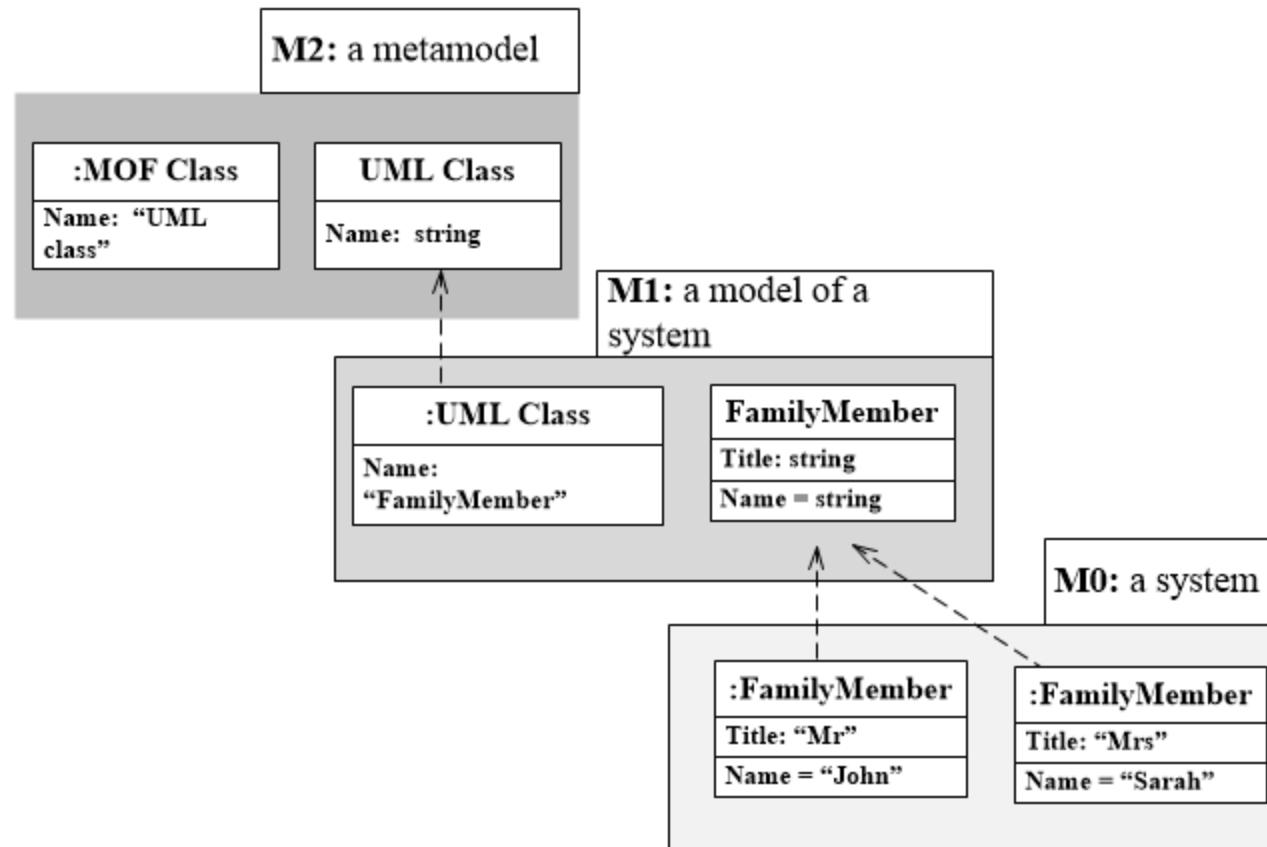 M2: a metamodel
:MOF Class
Name:  “UML
class”
UML Class
Name:  string
M1: a model of a
system
:UML Class
Name:
“FamilyMember”
FamilyMember
Title: string
Name = string
M0: a system
:FamilyMember
Title: “Mr”
Name = “John”
:FamilyMember
Title: “Mrs”
Name = “Sarah”